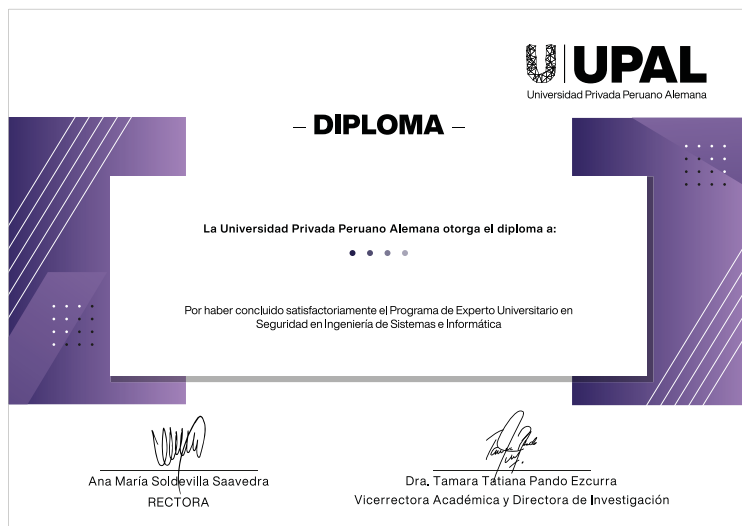 UPAL
Universidad Privada Peruano Alemana
– DIPLOMA –
La Universidad Privada Peruano Alemana otorga el diploma a:
Por haber concluido satisfactoriamente el Programa de Experto Universitario en
Seguridad en Ingeniería de Sistemas e Informática
Ana María Soldevilla Saavedra
RECTORA
Dra. Tamara Tatiana Pando Ezcurra
Vicerrectora Académica y Directora de Investigación